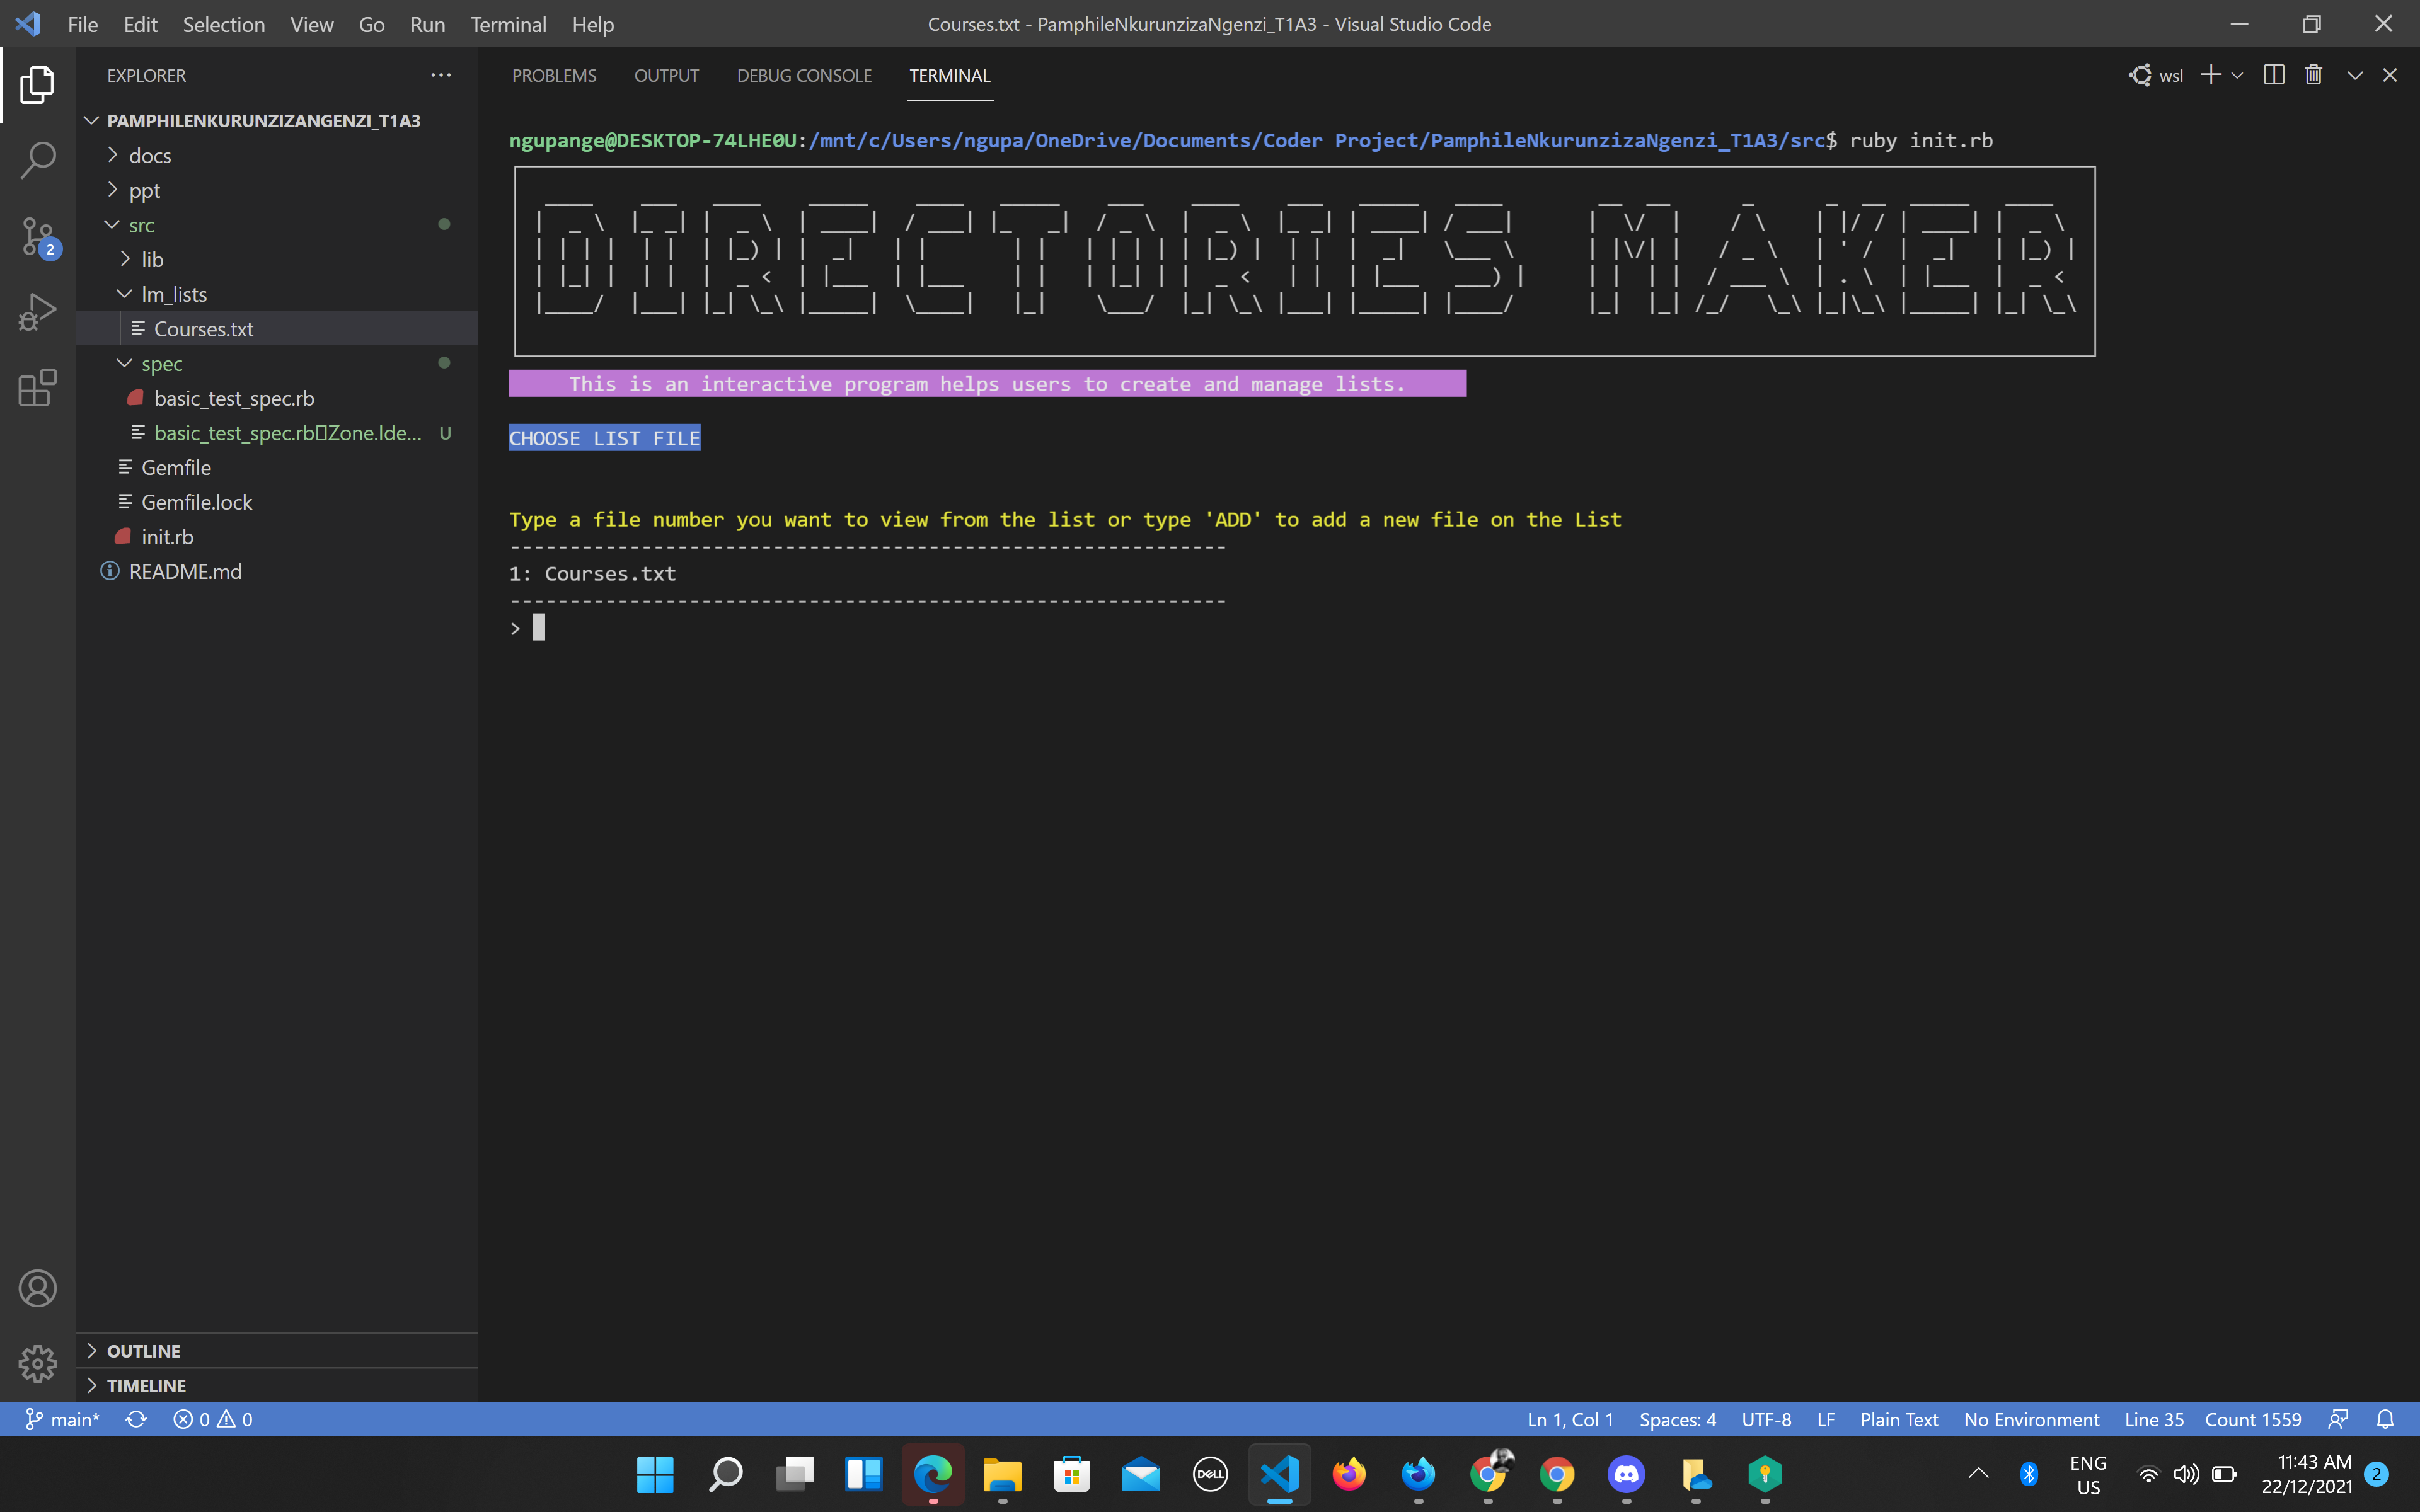 File Edit Selection View Go Run Terminal Help
Courses.txt - PamphileNkurunzizaNgenzi_T1A3 - Visual Studio Code
EXPLORER
PAMPHILENKURUNZIZANGENZI_T1A3
docs
ppt
src
lib
lm_lists
Courses.txt
spec
basic_test_spec.rb
basic_test_spec.rb▯Zone.Ide... U
Gemfile
Gemfile.lock
init.rb
README.md
OUTLINE
TIMELINE
PROBLEMS OUTPUT DEBUG CONSOLE TERMINAL
wsl
ngupange@DESKTOP-74LHE0U:/mnt/c/Users/ngupa/OneDrive/Documents/Coder Project/PamphileNkurunzizaNgenzi_T1A3/src$ ruby init.rb
DIRECTORIES MAKER
This is an interactive program helps users to create and manage lists.
CHOOSE LIST FILE
Type a file number you want to view from the list or type 'ADD' to add a new file on the List
------------------------------------------------------------
1: Courses.txt
------------------------------------------------------------
>
2
main* 0 0
Ln 1, Col 1 Spaces: 4 UTF-8 LF Plain Text No Environment Line 35 Count 1559
DELL
ENG
US
11:43 AM
22/12/2021
2